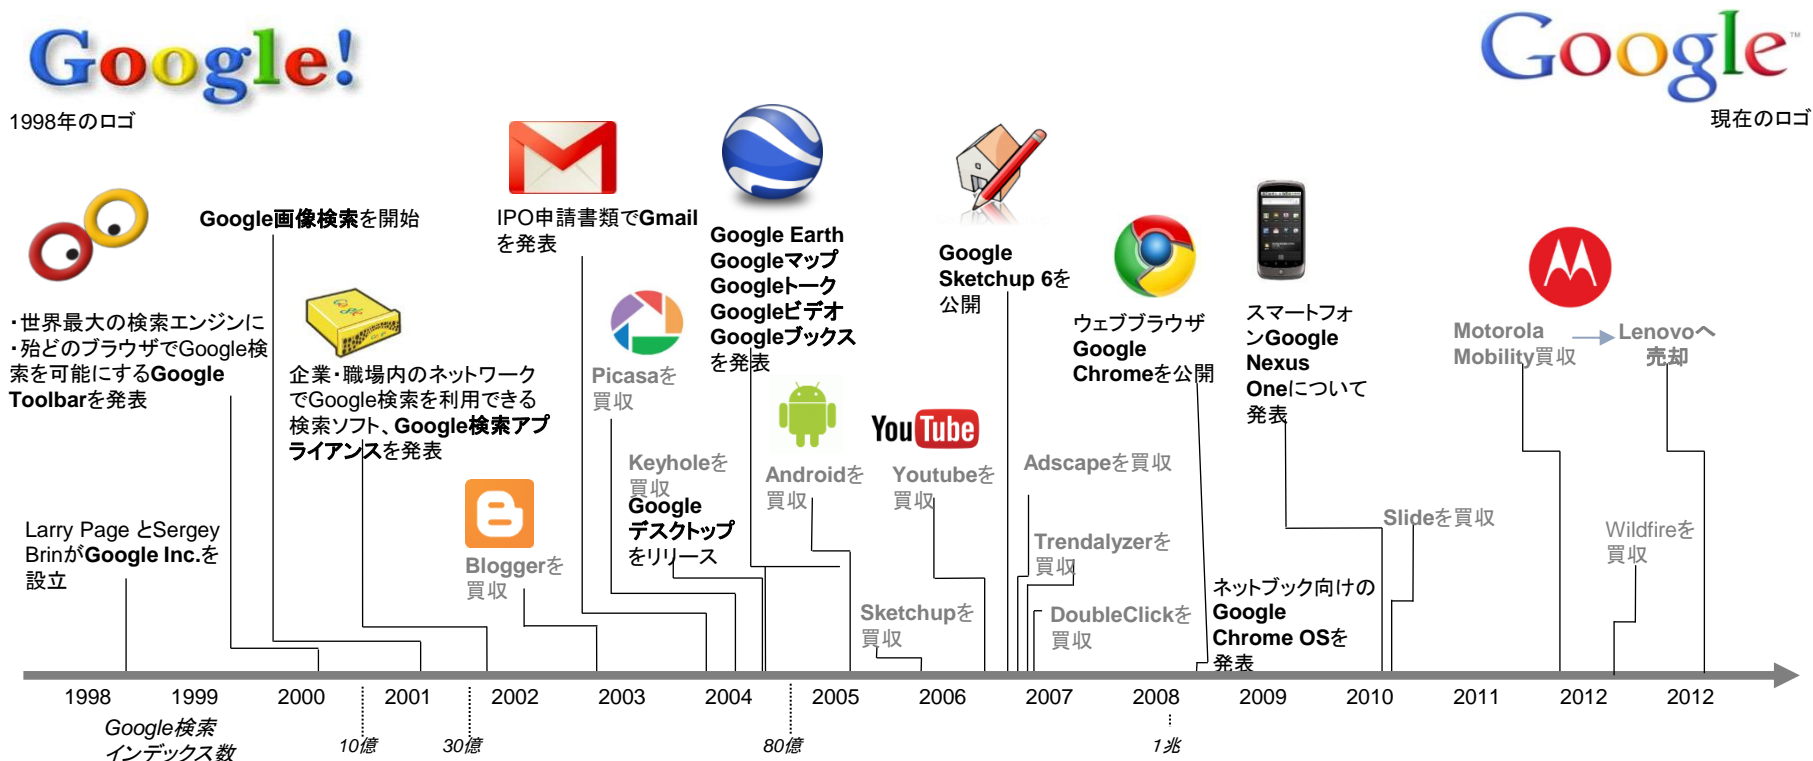 Google!
Google™
1998年のロゴ
現在のロゴ
Google画像検索を開始
IPO申請書類でGmail
を発表
Google Earth
Googleマップ
Googleトーク
Googleビデオ
Googleブックス
を発表
Google
Sketchup 6を
公開
・世界最大の検索エンジンに
・殆どのブラウザでGoogle検
索を可能にするGoogle
Toolbarを発表
企業・職場内のネットワーク
でGoogle検索を利用できる
検索ソフト、Google検索アプ
ライアンスを発表
Picasaを
買収
ウェブブラウザ
Google
Chromeを公開
スマートフォ
ンGoogle
Nexus
Oneについて
発表
Motorola
Mobility買収
Lenovoへ
売却
You Tube
Keyholeを
買収
Google
デスクトップ
をリリース
Androidを
買収
Youtubeを
買収
Adscapeを買収
Slideを買収
Larry Page とSergey
BrinがGoogle Inc.を
設立
Bloggerを
買収
Trendalyzerを
買収
Wildfireを
買収
Sketchupを
買収
DoubleClickを
買収
ネットブック向けの
Google
Chrome OSを
発表
1998 1999 2000 2001 2002 2003 2004 2005 2006 2007 2008 2009 2010 2011 2012 2012
Google検索
インデックス数
10億 30億 80億 1兆